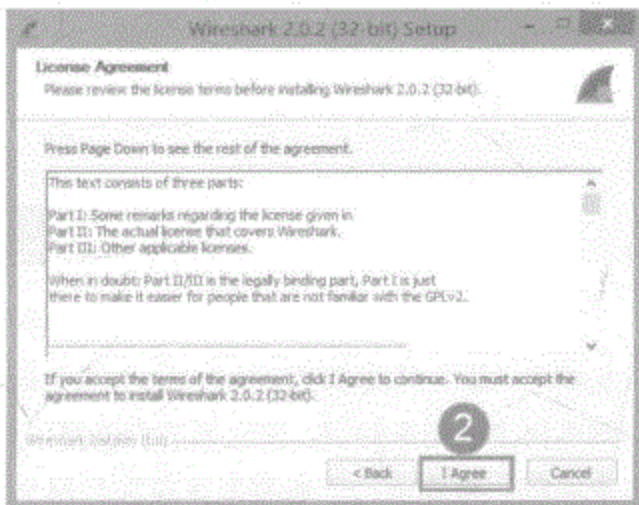 Wireshark 2.0.2 (32-bit) Setup
License Agreement
Please review the license terms before installing Wireshark 2.0.2 (32-bit).
Press Page Down to see the rest of the agreement.
This text consists of three parts:
Part I: Some remarks regarding the license given in
Part II: The actual license that covers Wireshark.
Part III: Other applicable licenses.
When in doubt: Part II/III is the legally binding part, Part I is just
there to make it easier for people that are not familiar with the GPLv2.
If you accept the terms of the agreement, click I Agree to continue. You must accept the
agreement to install Wireshark 2.0.2 (32-bit).
2
Wireshark Installer (tm)
< Back
I Agree
Cancel